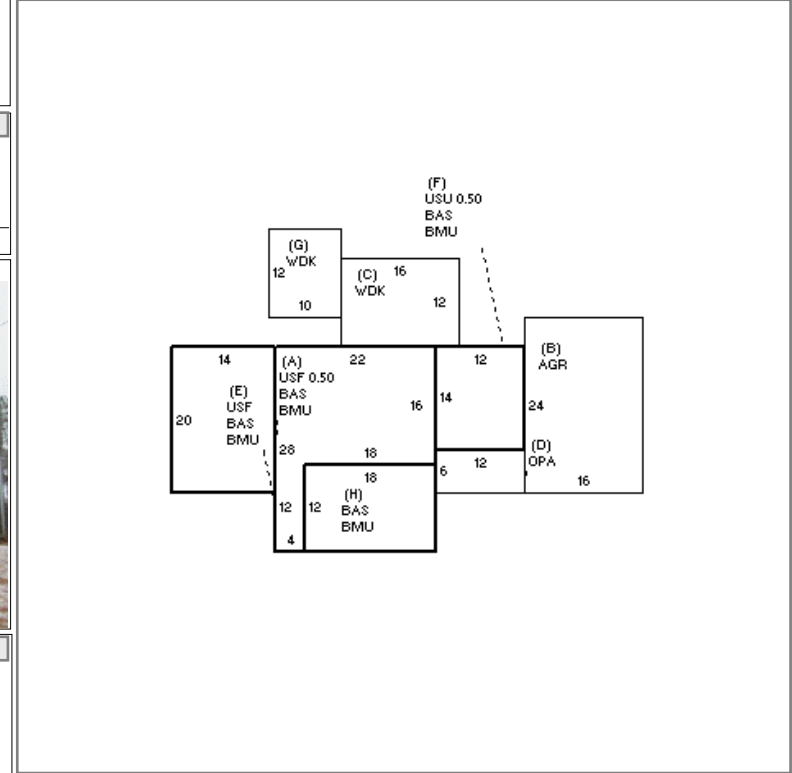 (F)
USU 0.50
BAS
BMU
(G)
WDK
12
10
(C)
16
WDK
12
14
(E)
USF
BAS
BMU
20
(A)
22
USF 0.50
BAS
BMU
16
28
18
12
4
12
14
6
12
(B)
AGR
24
(D)
OPA
16
18
(H)
12
BAS
BMU